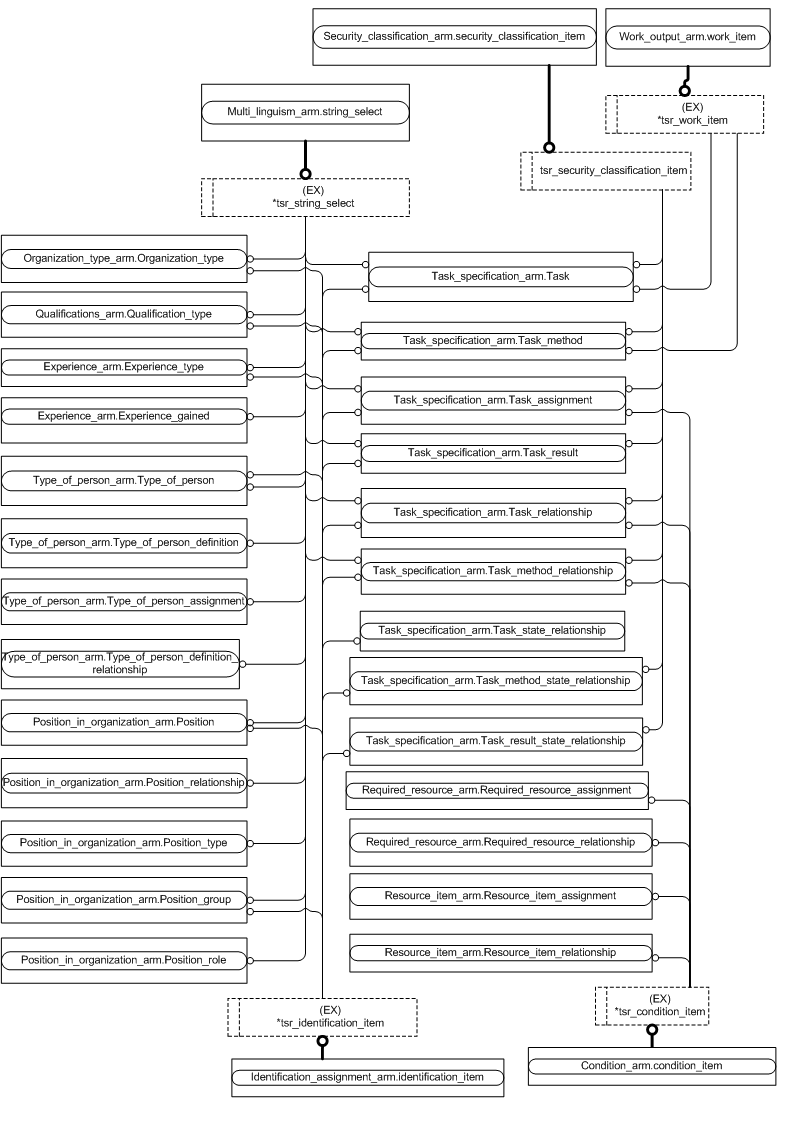 Security_classification_arm.security_classification_item
Work_output_arm.work_item
(EX)
*tsr_work_item
Multi_linguism_arm.string_select
tsr_security_classification_item
(EX)
*tsr_string_select
Organization_type_arm.Organization_type
Task_specification_arm.Task
Qualifications_arm.Qualification_type
Task_specification_arm.Task_method
Experience_arm.Experience_type
Task_specification_arm.Task_assignment
Experience_arm.Experience_gained
Task_specification_arm.Task_result
Type_of_person_arm.Type_of_person
Task_specification_arm.Task_relationship
Type_of_person_arm.Type_of_person_definition
Task_specification_arm.Task_method_relationship
Type_of_person_arm.Type_of_person_assignment
Task_specification_arm.Task_state_relationship
Type_of_person_arm.Type_of_person_definition_
relationship
Task_specification_arm.Task_method_state_relationship
Position_in_organization_arm.Position
Task_specification_arm.Task_result_state_relationship
Position_in_organization_arm.Position_relationship
Required_resource_arm.Required_resource_assignment
Position_in_organization_arm.Position_type
Required_resource_arm.Required_resource_relationship
Position_in_organization_arm.Position_group
Resource_item_arm.Resource_item_assignment
Position_in_organization_arm.Position_role
Resource_item_arm.Resource_item_relationship
(EX)
*tsr_identification_item
(EX)
*tsr_condition_item
Identification_assignment_arm.identification_item
Condition_arm.condition_item